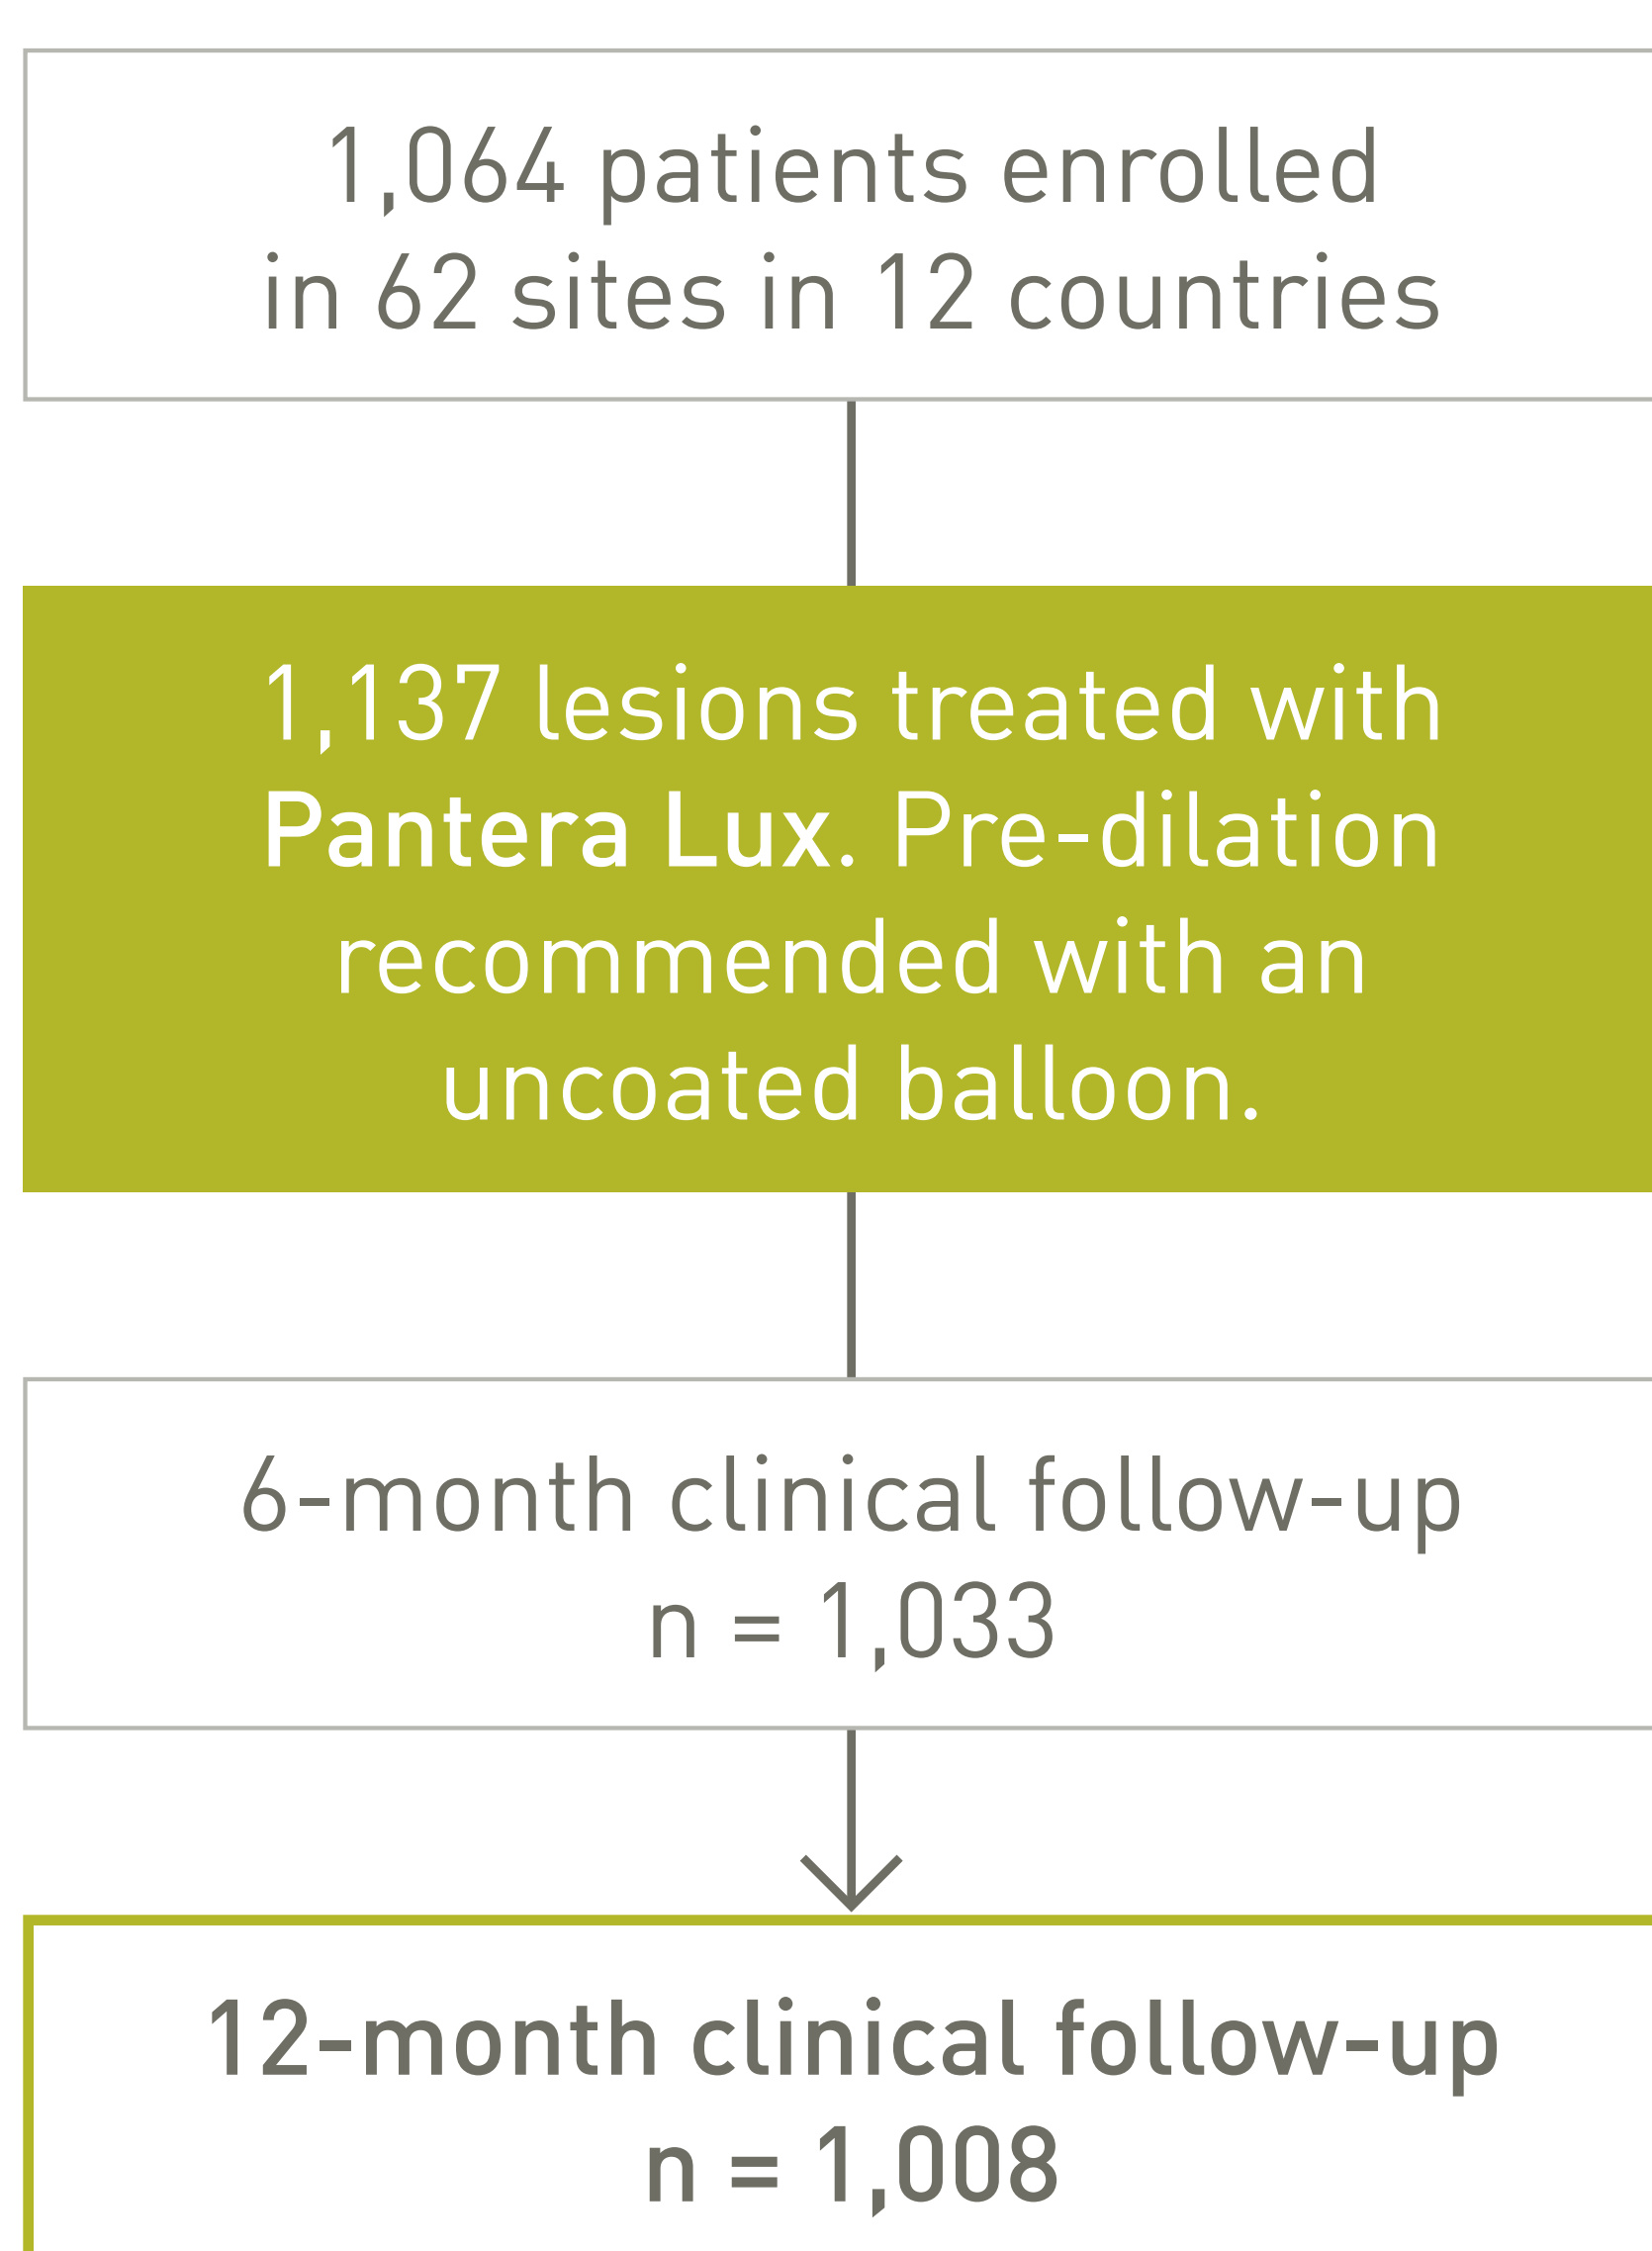 1,064 patients enrolled
in 62 sites in 12 countries
1,137 lesions treated with
Pantera Lux. Pre-dilation
recommended with an
uncoated balloon.
6-month clinical follow-up
n = 1,033
12-month clinical follow-up
n = 1,008